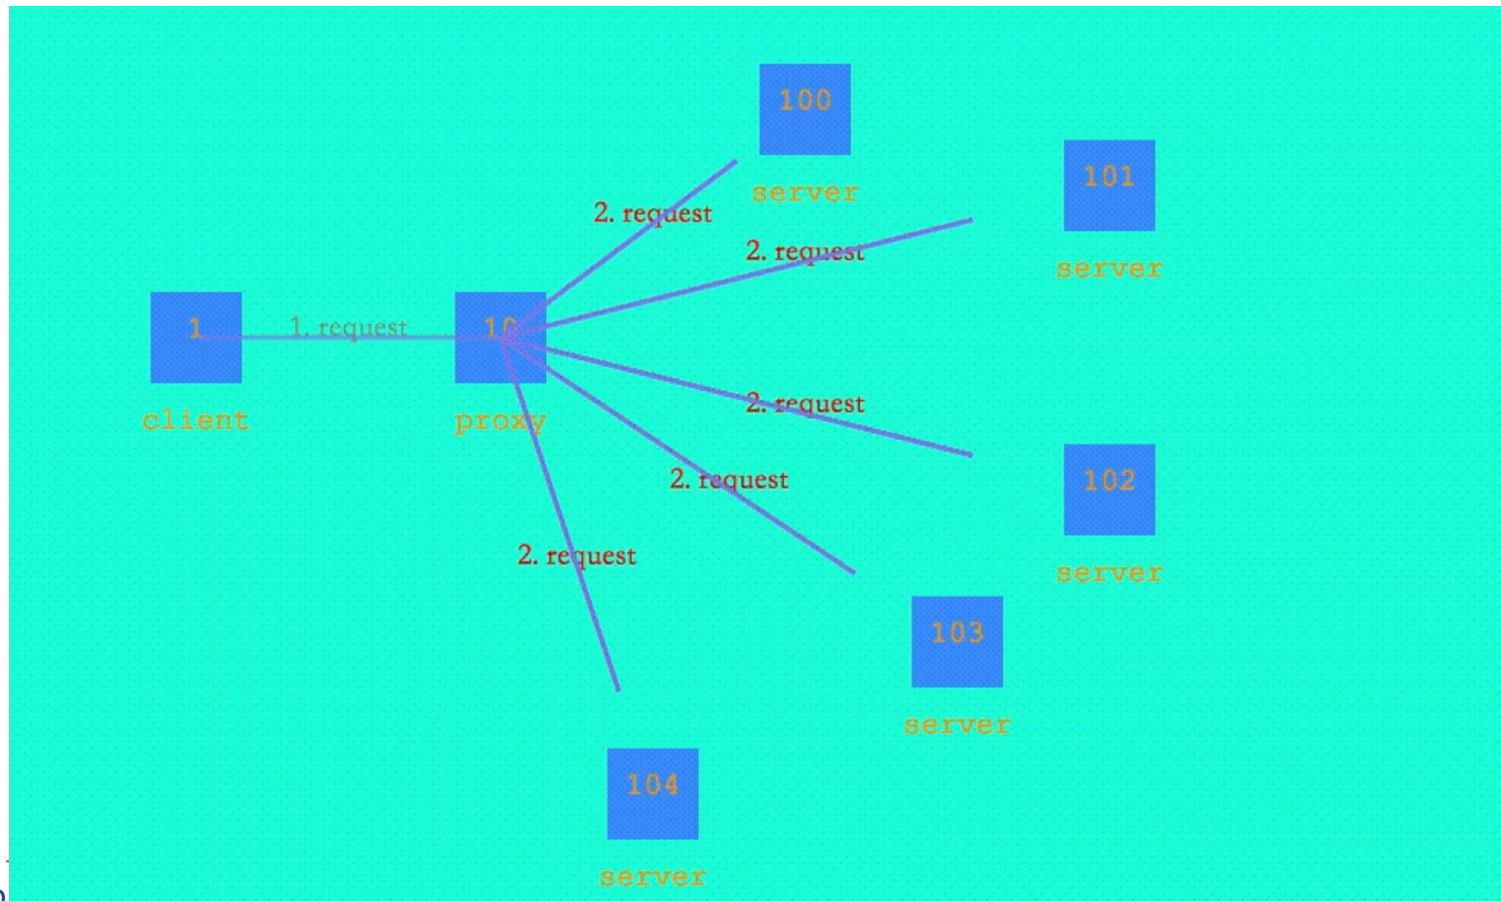 100
server
101
server
2. request
2. request
1
1. request
10
client
proxy
2. request
102
server
2. request
2. request
103
server
104
server